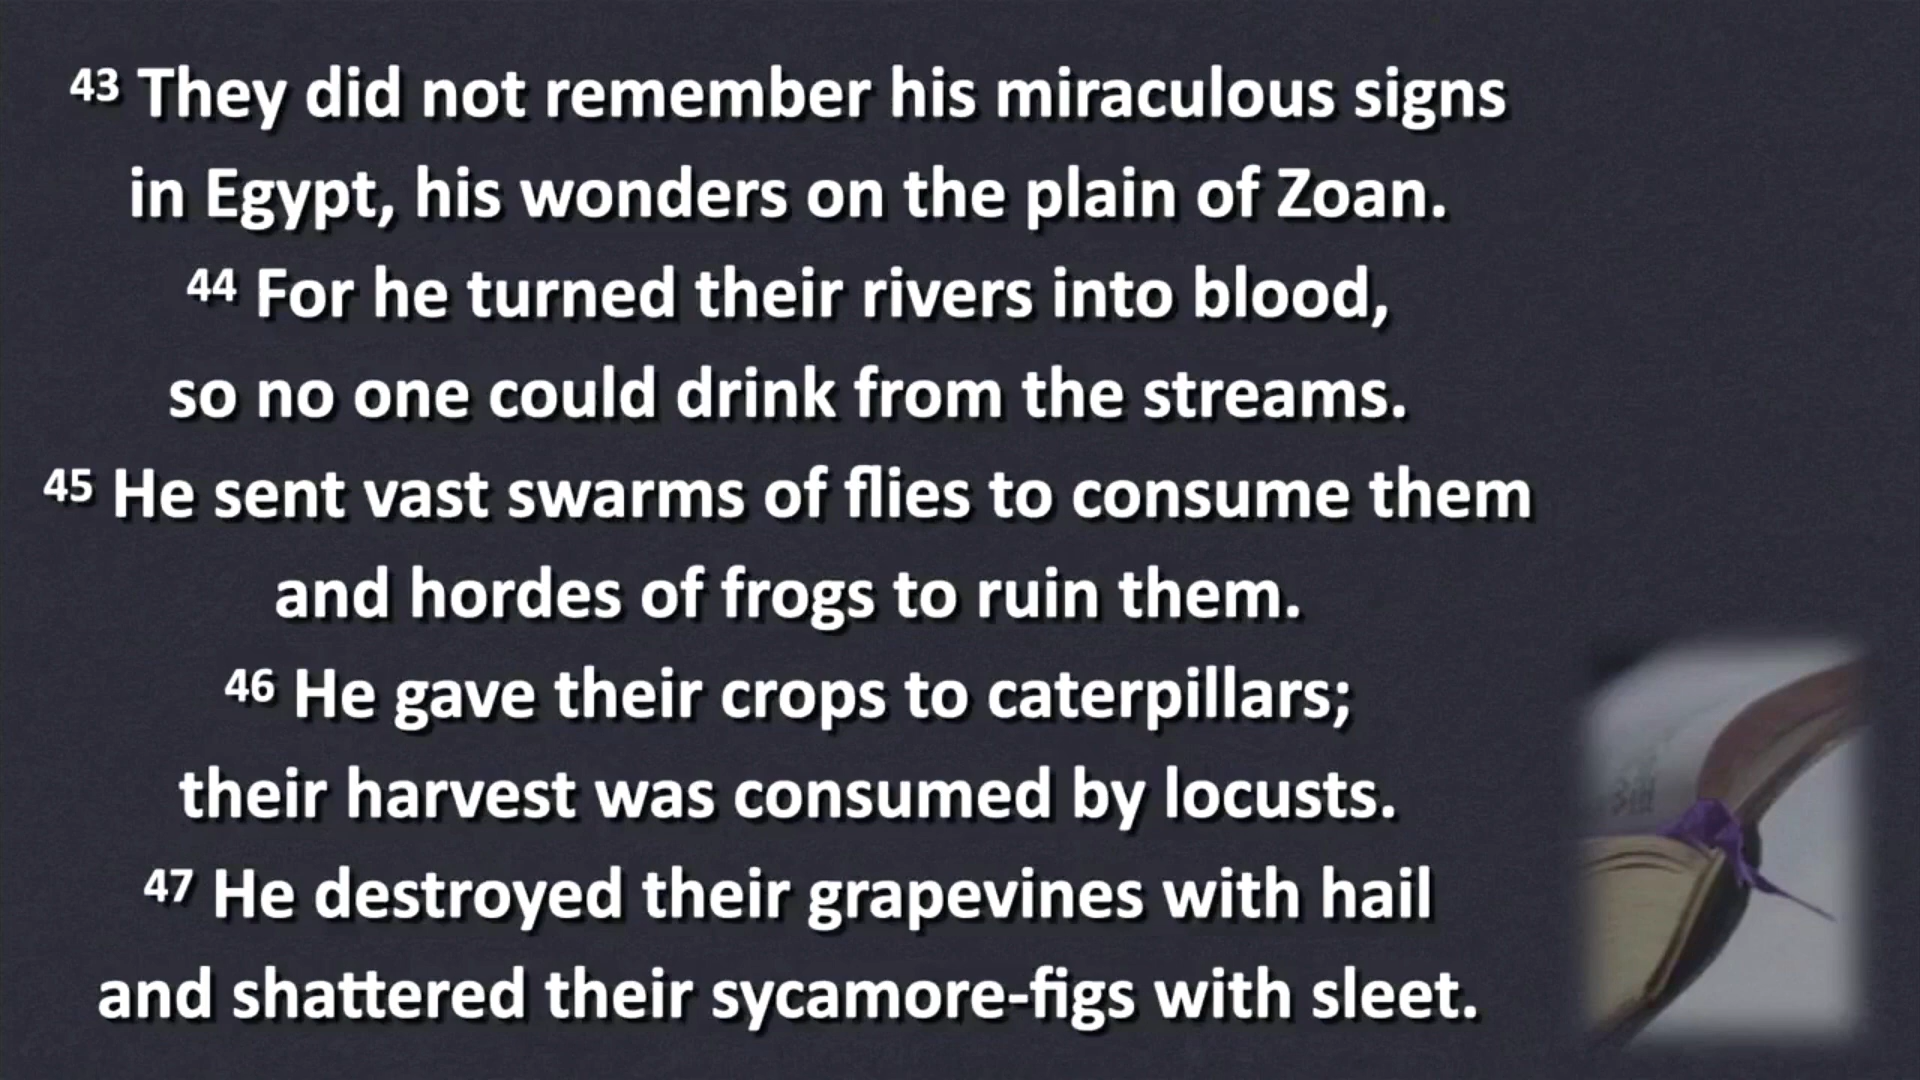 43 They did not remember his miraculous signs
in Egypt, his wonders on the plain of Zoan.
44 For he turned their rivers into blood,
so no one could drink from the streams.
45 He sent vast swarms of flies to consume them
and hordes of frogs to ruin them.
46 He gave their crops to caterpillars;
their harvest was consumed by locusts.
47 He destroyed their grapevines with hail
and shattered their sycamore-figs with sleet.